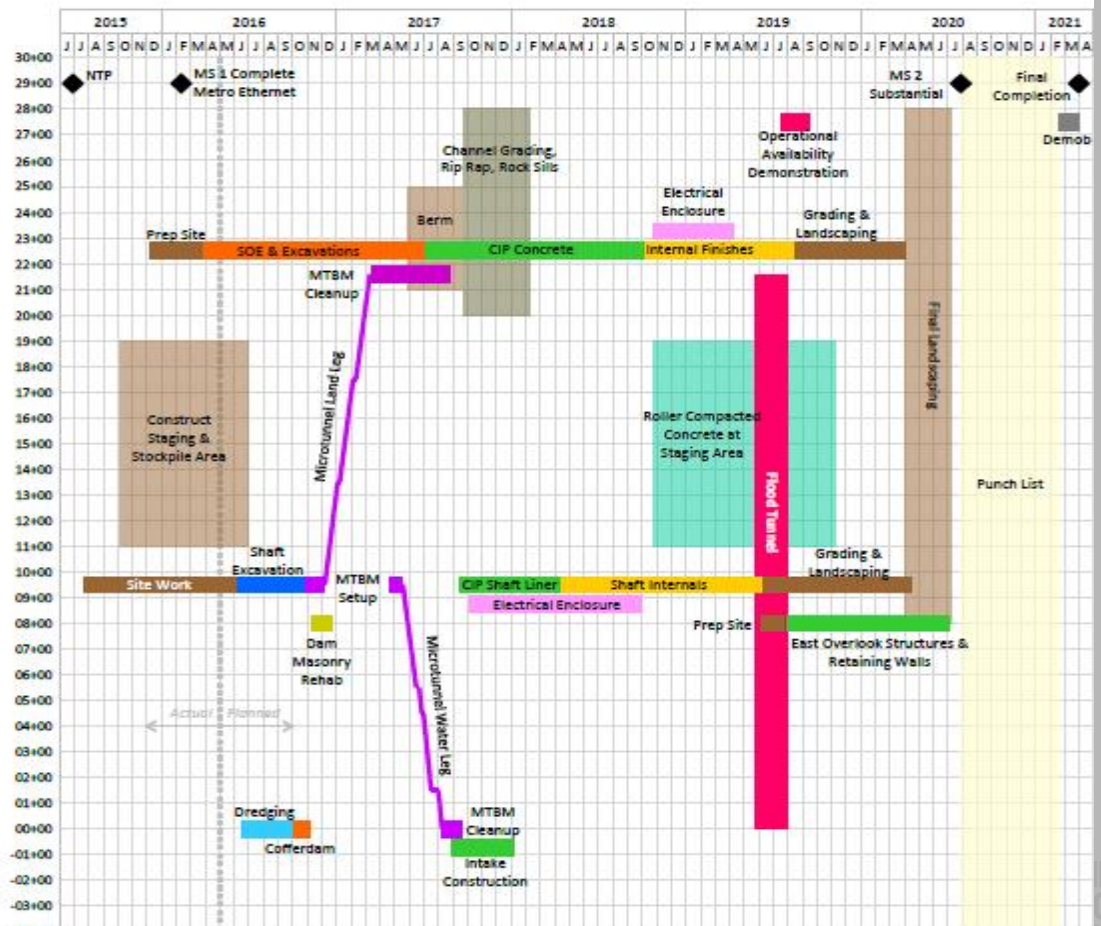 2015 2016 2017 2018 2019 2020 2021
J J A S O N D J F M A M J J A S O N D J F M A M J J A S O N D J F M A M J J A S O N D J F M A M J J A S O N D J F M A M J J A S O N D J F M A
30+00
29+00
28+00
27+00
26+00
25+00
24+00
23+00
22+00
21+00
20+00
19+00
18+00
17+00
16+00
15+00
14+00
13+00
12+00
11+00
10+00
09+00
08+00
07+00
06+00
05+00
04+00
03+00
02+00
01+00
00+00
-01+00
-02+00
-03+00
NTP
MS 1 Complete
Metro Ethernet
MS 2
Substantial
Final
Completion
Demob
Operational
Availability
Demonstration
Channel Grading,
Rip Rap, Rock Sills
Berm
Electrical
Enclosure
Grading &
Landscaping
Prep Site
SOE & Excavations
CIP Concrete
Internal Finishes
MTBM
Cleanup
Microtunnel Land Leg
Final Landscaping
Construct
Staging &
Stockpile Area
Roller Compacted
Concrete at
Staging Area
Flood Tunnel
Punch List
Shaft
Excavation
Site Work
MTBM
Setup
CIP Shaft Liner
Shaft Internals
Grading &
Landscaping
Electrical Enclosure
Prep Site
East Overlook Structures &
Retaining Walls
Dam
Masonry
Rehab
Microtunnel Water Leg
Actual Planned
Dredging
Cofferdam
MTBM
Cleanup
Intake
Construction